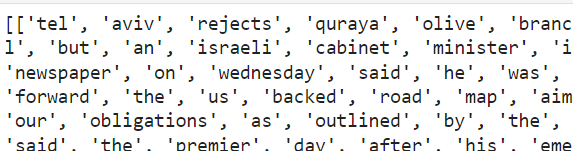 [['tel', 'aviv', 'rejects', 'quraya', 'olive', 'branc
l', 'but', 'an', 'israeli', 'cabinet', 'minister', 'i
'newspaper', 'on', 'wednesday', 'said', 'he', 'was',
'forward', 'the', 'us', 'backed', 'road', 'map', 'aim
'our', 'obligations', 'as', 'outlined', 'by', 'the',
'said', 'the', 'premier', 'day', 'after', 'his', 'eme